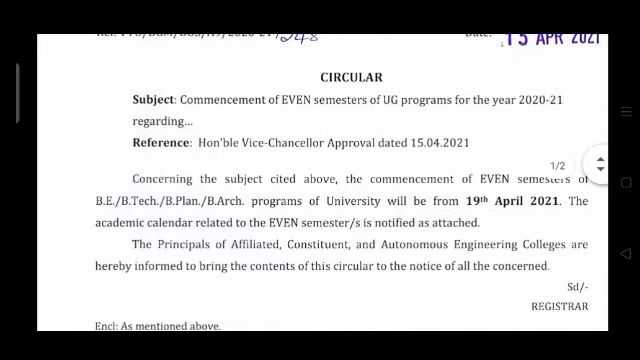 Date: 15 APR 2021
CIRCULAR
Subject: Commencement of EVEN semesters of UG programs for the year 2020-21
regarding...
Reference: Hon'ble Vice-Chancellor Approval dated 15.04.2021
1/2
Concerning the subject cited above, the commencement of EVEN semesters of
B.E./B.Tech./B.Plan./B.Arch. programs of University will be from 19th April 2021. The
academic calendar related to the EVEN semester/s is notified as attached.
The Principals of Affiliated, Constituent, and Autonomous Engineering Colleges are
hereby informed to bring the contents of this circular to the notice of all the concerned.
Sd/-
REGISTRAR
Encl: As mentioned above.